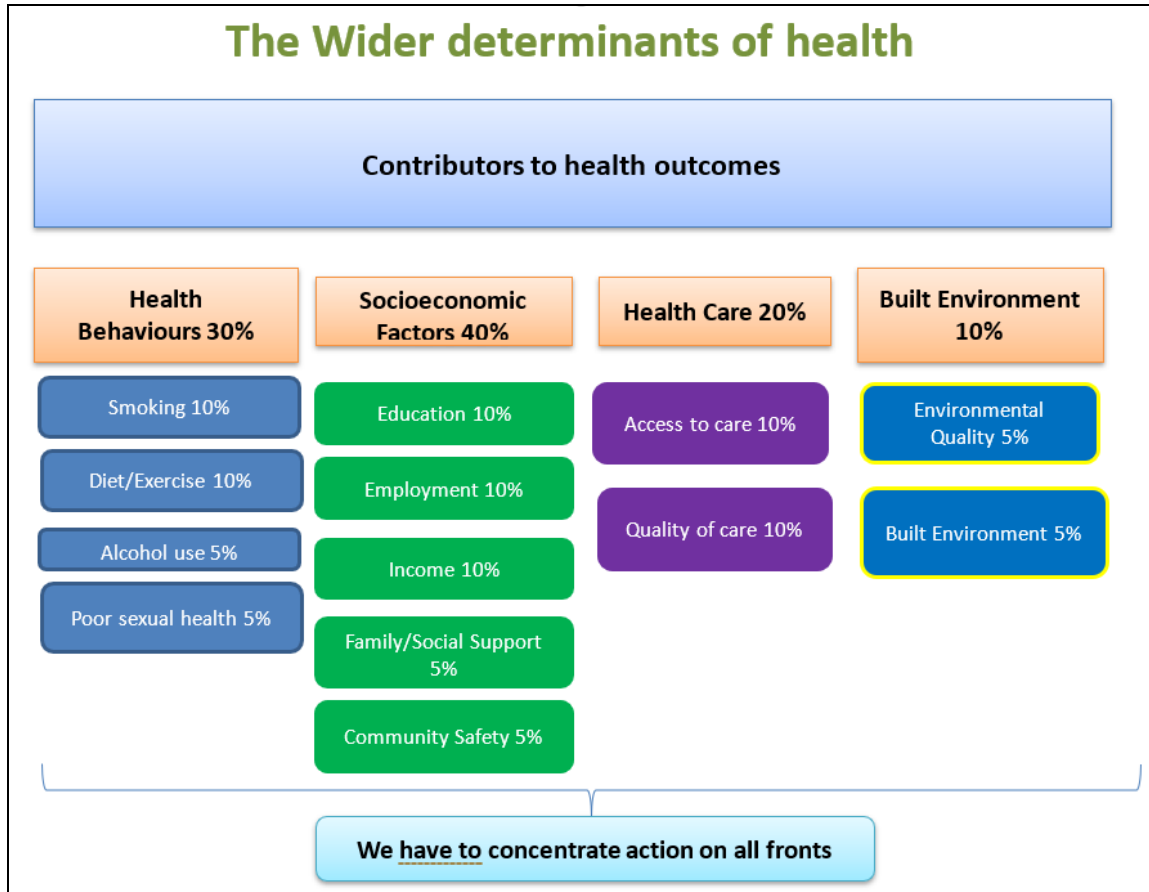 The Wider determinants of health
Contributors to health outcomes
Health
Behaviours 30%
Smoking 10%
Diet/Exercise 10%
Alcohol use 5%
Poor sexual health 5%
Socioeconomic
Factors 40%
Education 10%
Employment 10%
Income 10%
Family/Social Support
5%
Community Safety 5%
Health Care 20%
Access to care 10%
Quality of care 10%
Built Environment
10%
Environmental
Quality 5%
Built Environment 5%
We have to concentrate action on all fronts